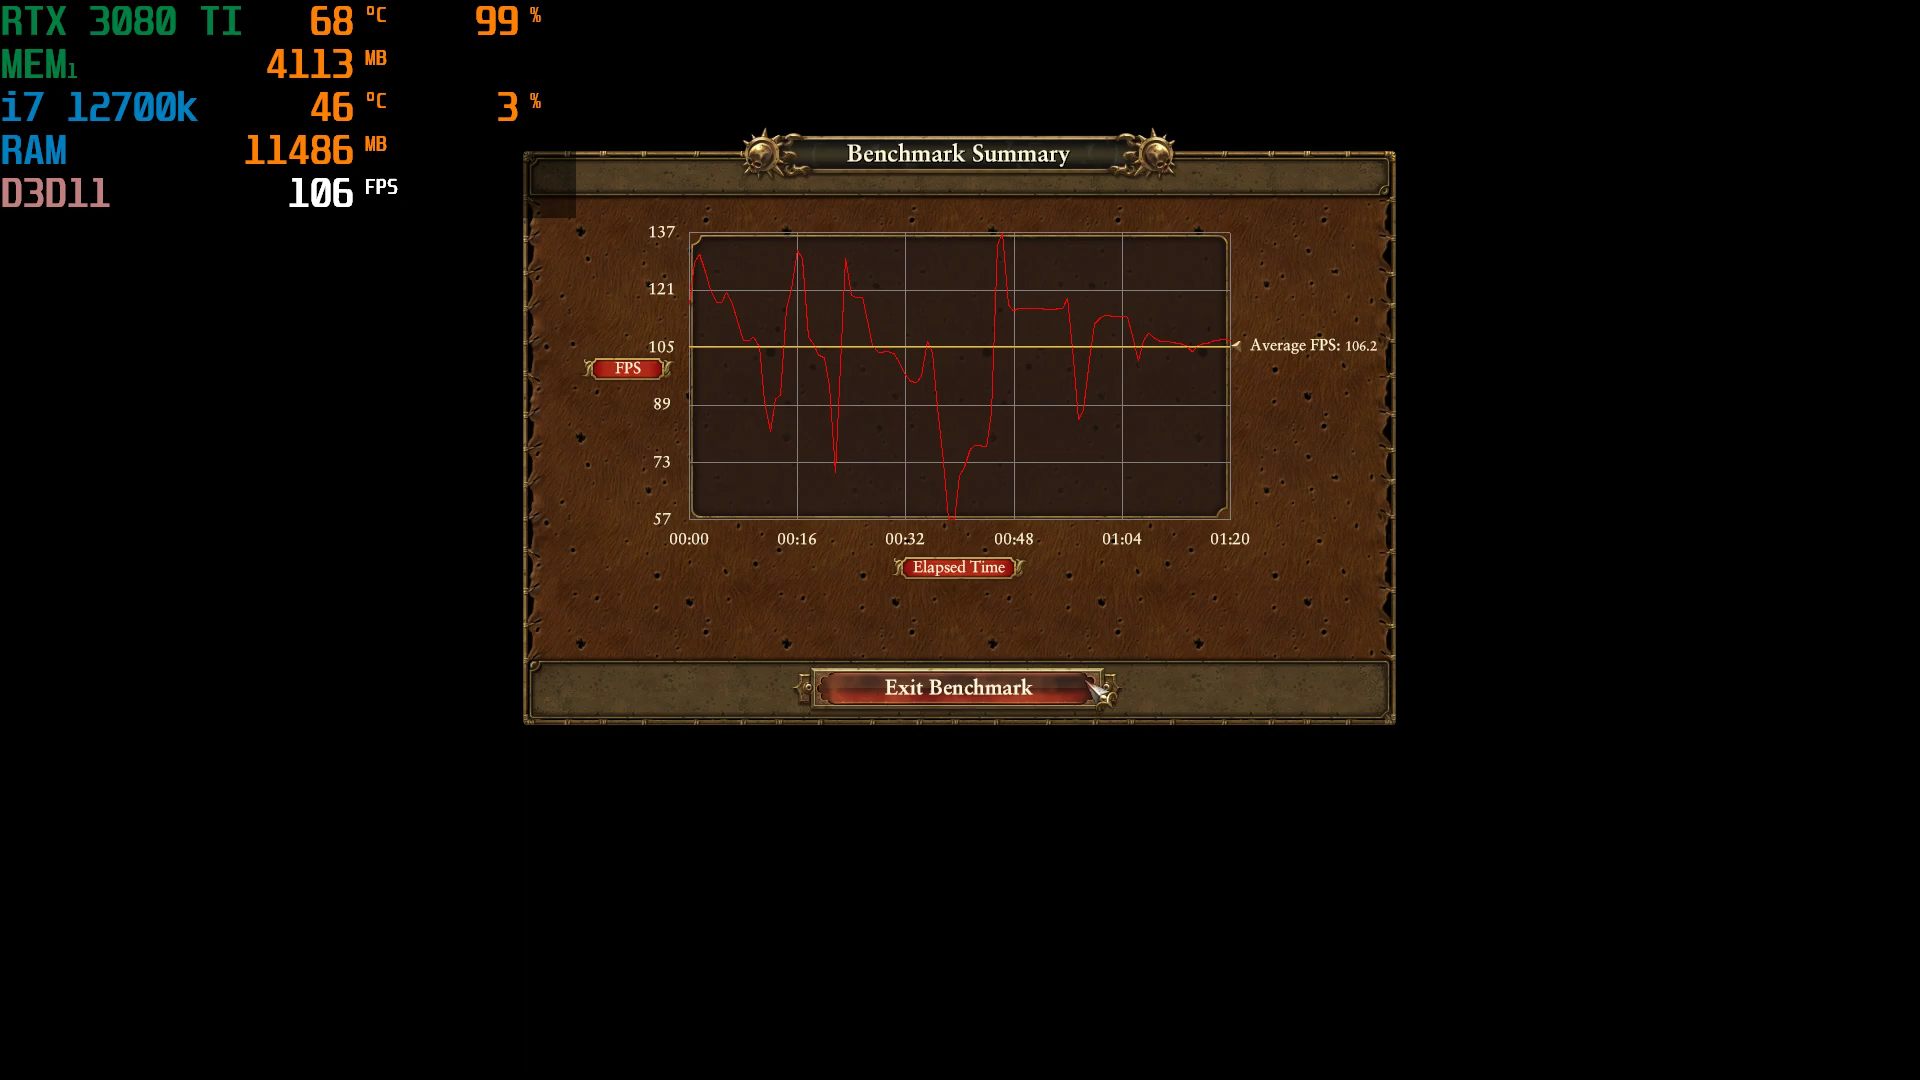 RTX 3080 TI 68 °C 99 %
MEM1 4113 MB
i7 12700k 46 °C 3 %
RAM 11486 MB
D3D11 106 FPS
Benchmark Summary
137
121
105
89
73
57
FPS
Average FPS: 106.2
00:00 00:16 00:32 00:48 01:04 01:20
Elapsed Time
Exit Benchmark